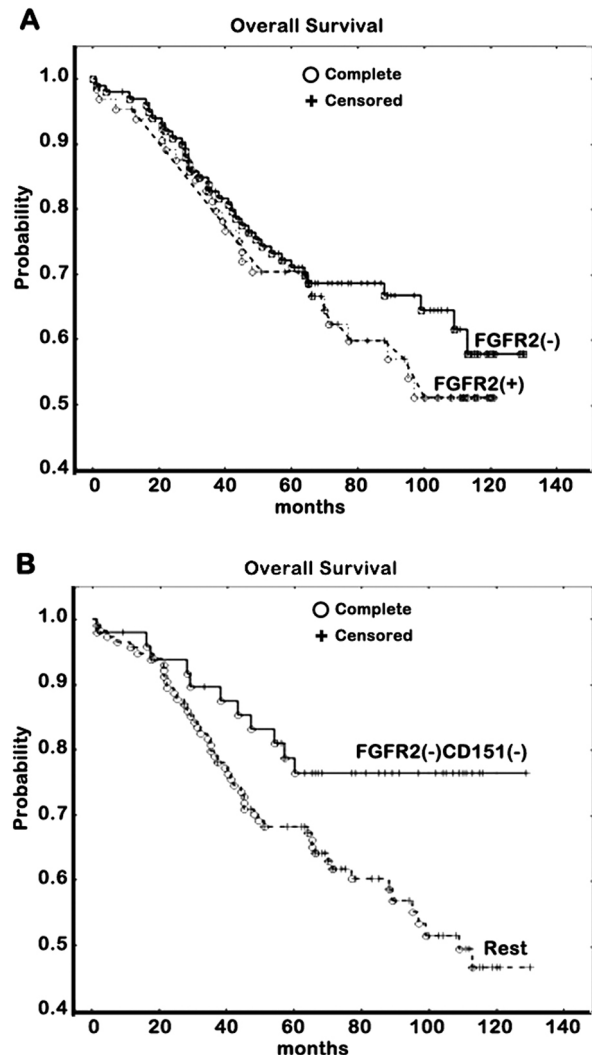 A
Overall Survival
Complete
Censored
1.0
0.9
0.8
0.7
0.6
0.5
0.4
Probability
FGFR2(-)
FGFR2(+)
0 20 40 60 80 100 120 140
months
B
Overall Survival
Complete
Censored
1.0
0.9
0.8
0.7
0.6
0.5
0.4
Probability
FGFR2(-)CD151(-)
Rest
0 20 40 60 80 100 120 140
months